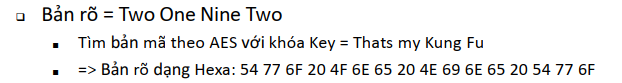 ❑ Bản rõ = Two One Nine Two
▪ Tìm bản mã theo AES với khóa Key = Thats my Kung Fu
▪ => Bản rõ dạng Hexa: 54 77 6F 20 4F 6E 65 20 4E 69 6E 65 20 54 77 6F